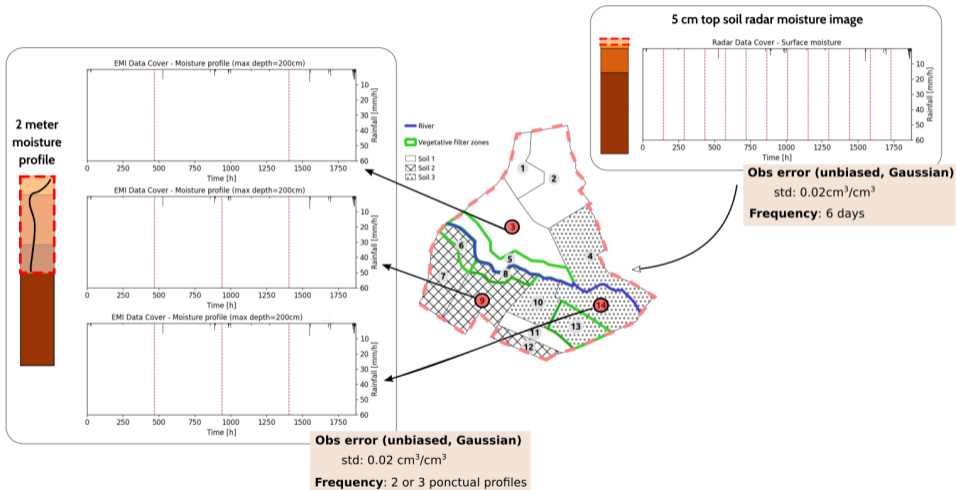 5 cm top soil radar moisture image
Radar Data Cover - Surface moisture
10
20
30
40
50
60
Rainfall [mm/h]
0 250 500 750 1000 1250 1500 1750
Time [h]
Obs error (unbiased, Gaussian)
std: 0.02cm³/cm³
Frequency: 6 days
2 meter
moisture
profile
EMI Data Cover - Moisture profile (max depth=200cm)
10
20
30
40
50
60
Rainfall [mm/h]
0 250 500 750 1000 1250 1500 1750
Time [h]
EMI Data Cover - Moisture profile (max depth=200cm)
10
20
30
40
50
60
Rainfall [mm/h]
0 250 500 750 1000 1250 1500 1750
Time [h]
EMI Data Cover - Moisture profile (max depth=200cm)
10
20
30
40
50
60
Rainfall [mm/h]
0 250 500 750 1000 1250 1500 1750
Time [h]
River
Vegetative filter zones
Soil 1
Soil 2
Soil 3
1
2
3
4
5
6
7
8
9
10
11
12
13
14
Obs error (unbiased, Gaussian)
std: 0.02 cm³/cm³
Frequency: 2 or 3 ponctual profiles